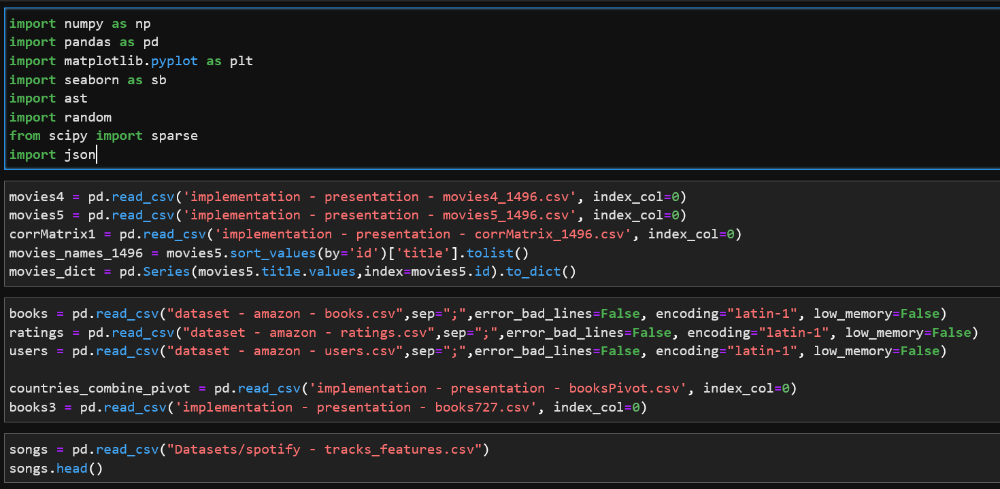 import numpy as np
import pandas as pd
import matplotlib.pyplot as plt
import seaborn as sb
import ast
import random
from scipy import sparse
import json
movies4 = pd.read_csv('implementation - presentation - movies4_1496.csv', index_col=0)
movies5 = pd.read_csv('implementation - presentation - movies5_1496.csv', index_col=0)
corrMatrix1 = pd.read_csv('implementation - presentation - corrMatrix_1496.csv', index_col=0)
movies_names_1496 = movies5.sort_values(by='id')['title'].tolist()
movies_dict = pd.Series(movies5.title.values,index=movies5.id).to_dict()
books = pd.read_csv("dataset - amazon - books.csv",sep=";",error_bad_lines=False, encoding="latin-1", low_memory=False)
ratings = pd.read_csv("dataset - amazon - ratings.csv",sep=";",error_bad_lines=False, encoding="latin-1", low_memory=False)
users = pd.read_csv("dataset - amazon - users.csv",sep=";",error_bad_lines=False, encoding="latin-1", low_memory=False)
countries_combine_pivot = pd.read_csv('implementation - presentation - booksPivot.csv', index_col=0)
books3 = pd.read_csv('implementation - presentation - books727.csv', index_col=0)
songs = pd.read_csv("Datasets/spotify - tracks_features.csv")
songs.head()